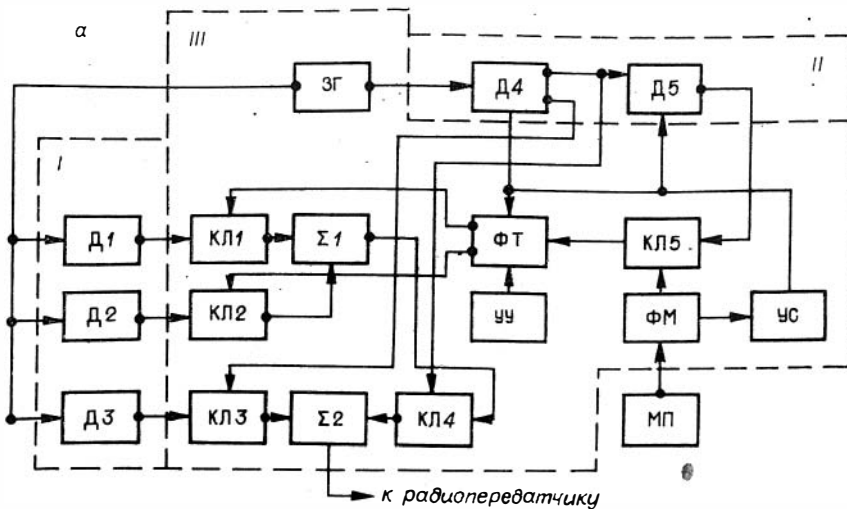 а
III
II
ЗГ
Д4
Д5
I
Д1
КЛ1
Σ1
ФТ
КЛ5
Д2
КЛ2
УУ
ФМ
УС
Д3
КЛ3
Σ2
КЛ4
МП
к радиопередатчику